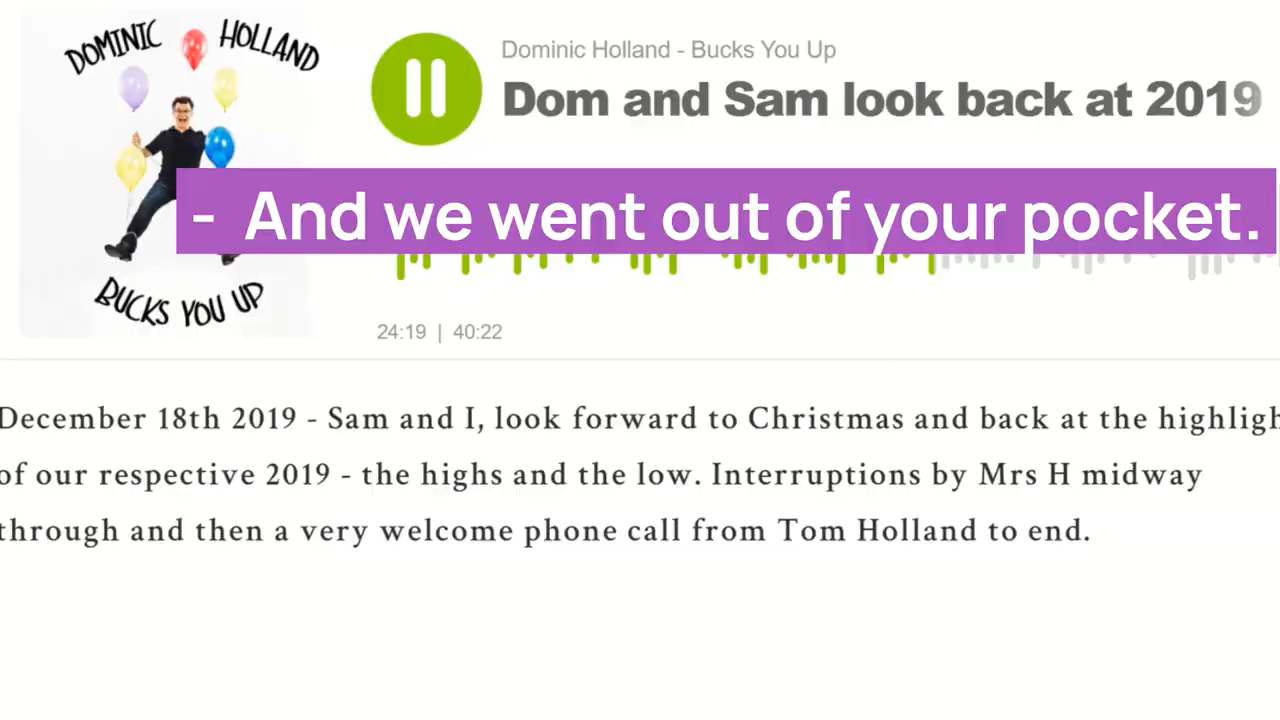 DOMINIC HOLLAND
BUCKS YOU UP
Dominic Holland - Bucks You Up
Dom and Sam look back at 2019
- And we went out of your pocket.
24:19 | 40:22
December 18th 2019 - Sam and I, look forward to Christmas and back at the highligh
of our respective 2019 - the highs and the low. Interruptions by Mrs H midway
through and then a very welcome phone call from Tom Holland to end.